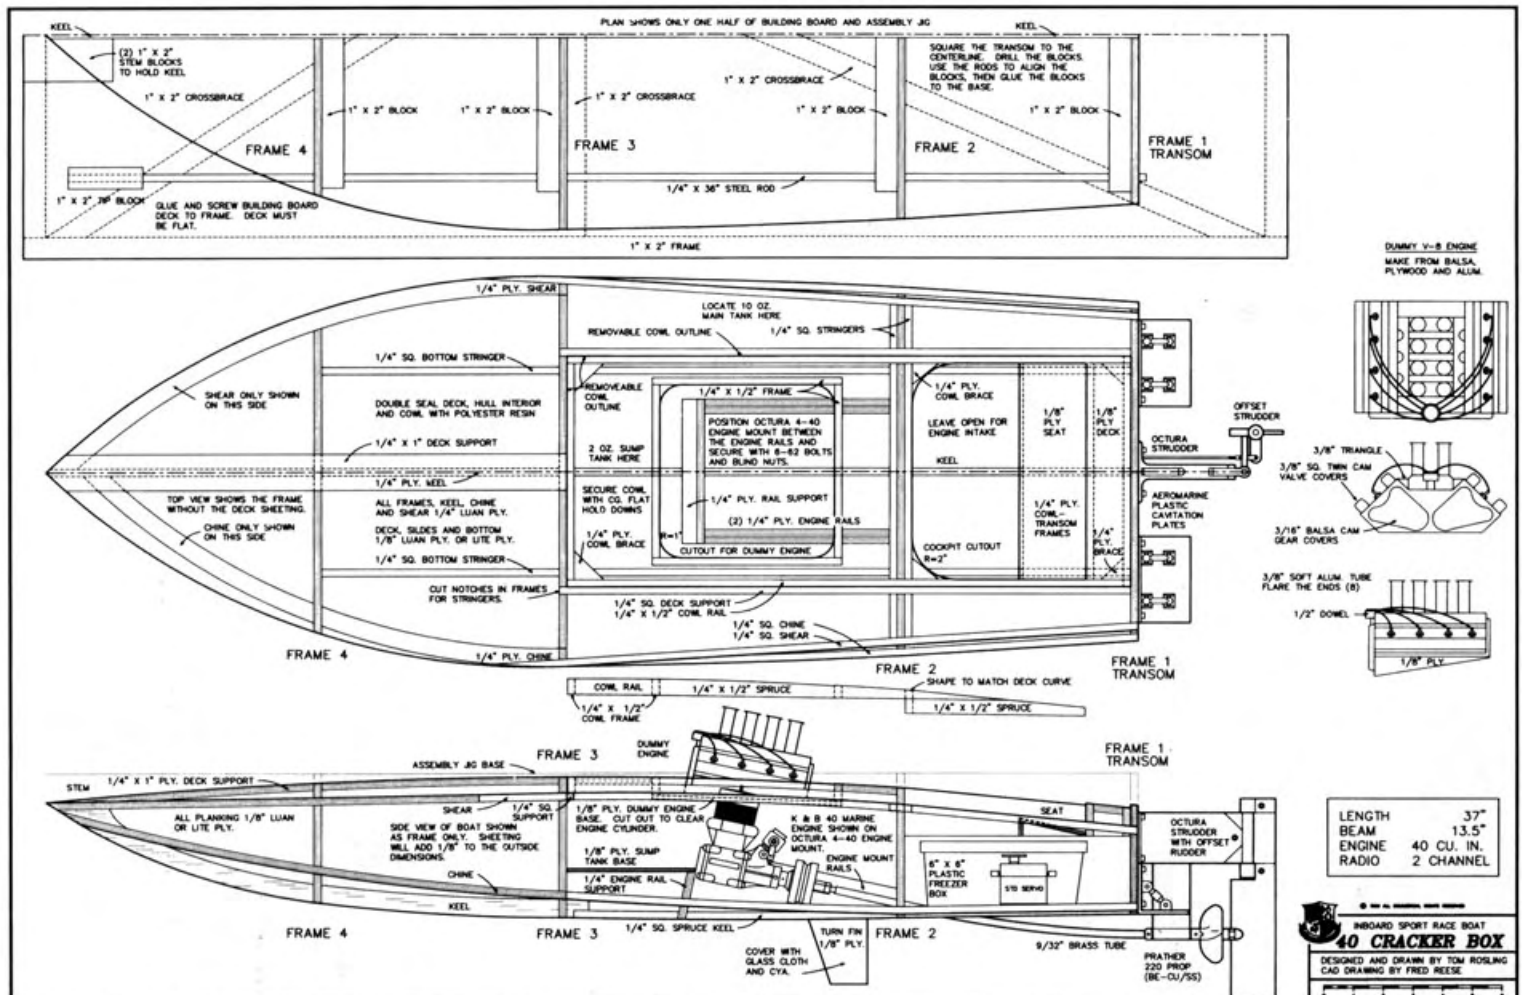 PLAN SHOWS ONLY ONE HALF OF BUILDING BOARD AND ASSEMBLY JIG
KEEL
KEEL
(2) 1" X 2"
STEM BLOCKS
TO HOLD KEEL
1" X 2" CROSSBRACE
1" X 2" BLOCK
1" X 2" BLOCK
1" X 2" CROSSBRACE
1" X 2" CROSSBRACE
1" X 2" BLOCK
SQUARE THE TRANSOM TO THE
CENTERLINE. DRILL THE BLOCKS.
USE THE RODS TO ALIGN THE
BLOCKS, THEN GLUE THE BLOCKS
TO THE BASE.
1" X 2" BLOCK
FRAME 4
FRAME 3
FRAME 2
FRAME 1
TRANSOM
1/4" X 36" STEEL ROD
1" X 2" TIP BLOCK
GLUE AND SCREW BUILDING BOARD
DECK TO FRAME. DECK MUST
BE FLAT.
1" X 2" FRAME
DUMMY V-8 ENGINE
MAKE FROM BALSA,
PLYWOOD AND ALUM.
1/4" PLY. SHEAR
LOCATE 10 OZ.
MAIN TANK HERE
REMOVABLE COWL OUTLINE
1/4" SQ. STRINGERS
1/4" SQ. BOTTOM STRINGER
SHEAR ONLY SHOWN
ON THIS SIDE
DOUBLE SEAL DECK, HULL INTERIOR
AND COWL WITH POLYESTER RESIN
REMOVEABLE
COWL
OUTLINE
1/4" X 1/2" FRAME
1/4" PLY.
COWL BRACE
POSITION OCTURA 4-40
ENGINE MOUNT BETWEEN
THE ENGINE RAILS AND
SECURE WITH 6-62 BOLTS
AND BLIND NUTS.
LEAVE OPEN FOR
ENGINE INTAKE
1/8"
PLY
SEAT
1/8"
PLY
DECK
OFFSET
STRUDDER
OCTURA
STRUDDER
1/4" X 1" DECK SUPPORT
2 OZ. SUMP
TANK HERE
KEEL
1/4" PLY. KEEL
TOP VIEW SHOWS THE FRAME
WITHOUT THE DECK SHEETING.
ALL FRAMES, KEEL, CHINE
AND SHEAR 1/4" LUAN PLY.
SECURE COWL
WITH CG. FLAT
HOLD DOWNS
1/4" PLY. RAIL SUPPORT
(2) 1/4" PLY. ENGINE RAILS
1/4" PLY.
COWL-
TRANSOM
FRAMES
AEROMARINE
PLASTIC
CAVITATION
PLATES
CHINE ONLY SHOWN
ON THIS SIDE
DECK, SILDES AND BOTTOM
1/8" LUAN PLY. OR LITE PLY.
1/4" PLY.
COWL BRACE
R=1"
CUTOUT FOR DUMMY ENGINE
COCKPIT CUTOUT
R=2"
1/4"
PLY.
BRACE
1/4" SQ. BOTTOM STRINGER
CUT NOTCHES IN FRAMES
FOR STRINGERS.
1/4" SQ. DECK SUPPORT
1/4" X 1/2" COWL RAIL
1/4" SQ. CHINE
1/4" SQ. SHEAR
3/8" TRIANGLE
3/8" SQ. TWIN CAM
VALVE COVERS
3/16" BALSA CAM
GEAR COVERS
3/8" SOFT ALUM. TUBE
FLARE THE ENDS (8)
1/2" DOWEL
1/8" PLY
FRAME 4
1/4" PLY. CHINE
FRAME 2
FRAME 1
TRANSOM
COWL RAIL
1/4" X 1/2" SPRUCE
SHAPE TO MATCH DECK CURVE
1/4" X 1/2" SPRUCE
1/4" X 1/2"
COWL FRAME
FRAME 3
DUMMY
ENGINE
FRAME 1
TRANSOM
ASSEMBLY JIG BASE
1/4" X 1" PLY. DECK SUPPORT
STEM
SHEAR
1/4" SQ.
SUPPORT
1/8" PLY. DUMMY ENGINE
BASE. CUT OUT TO CLEAR
ENGINE CYLINDER.
K & B 40 MARINE
ENGINE SHOWN ON
OCTURA 4-40 ENGINE
MOUNT.
SEAT
ALL PLANKING 1/8" LUAN
OR LITE PLY.
SIDE VIEW OF BOAT SHOWN
AS FRAME ONLY. SHEETING
WILL ADD 1/8" TO THE OUTSIDE
DIMENSIONS.
1/8" PLY. SUMP
TANK BASE
ENGINE MOUNT
RAILS
OCTURA
STRUDDER
WITH OFFSET
RUDDER
6" X 6"
PLASTIC
FREEZER
BOX
STD SERVO
CHINE
1/4" ENGINE RAIL
SUPPORT
KEEL
1/4" SQ. SPRUCE KEEL
FRAME 4
FRAME 3
TURN FIN
1/8" PLY.
FRAME 2
COVER WITH
GLASS CLOTH
AND CYA.
9/32" BRASS TUBE
PRATHER
220 PROP
(BE-CU/SS)
LENGTH 37"
BEAM 13.5"
ENGINE 40 CU. IN.
RADIO 2 CHANNEL
INBOARD SPORT RACE BOAT
40 CRACKER BOX
DESIGNED AND DRAWN BY TOM ROSLING
CAD DRAWING BY FRED REESE